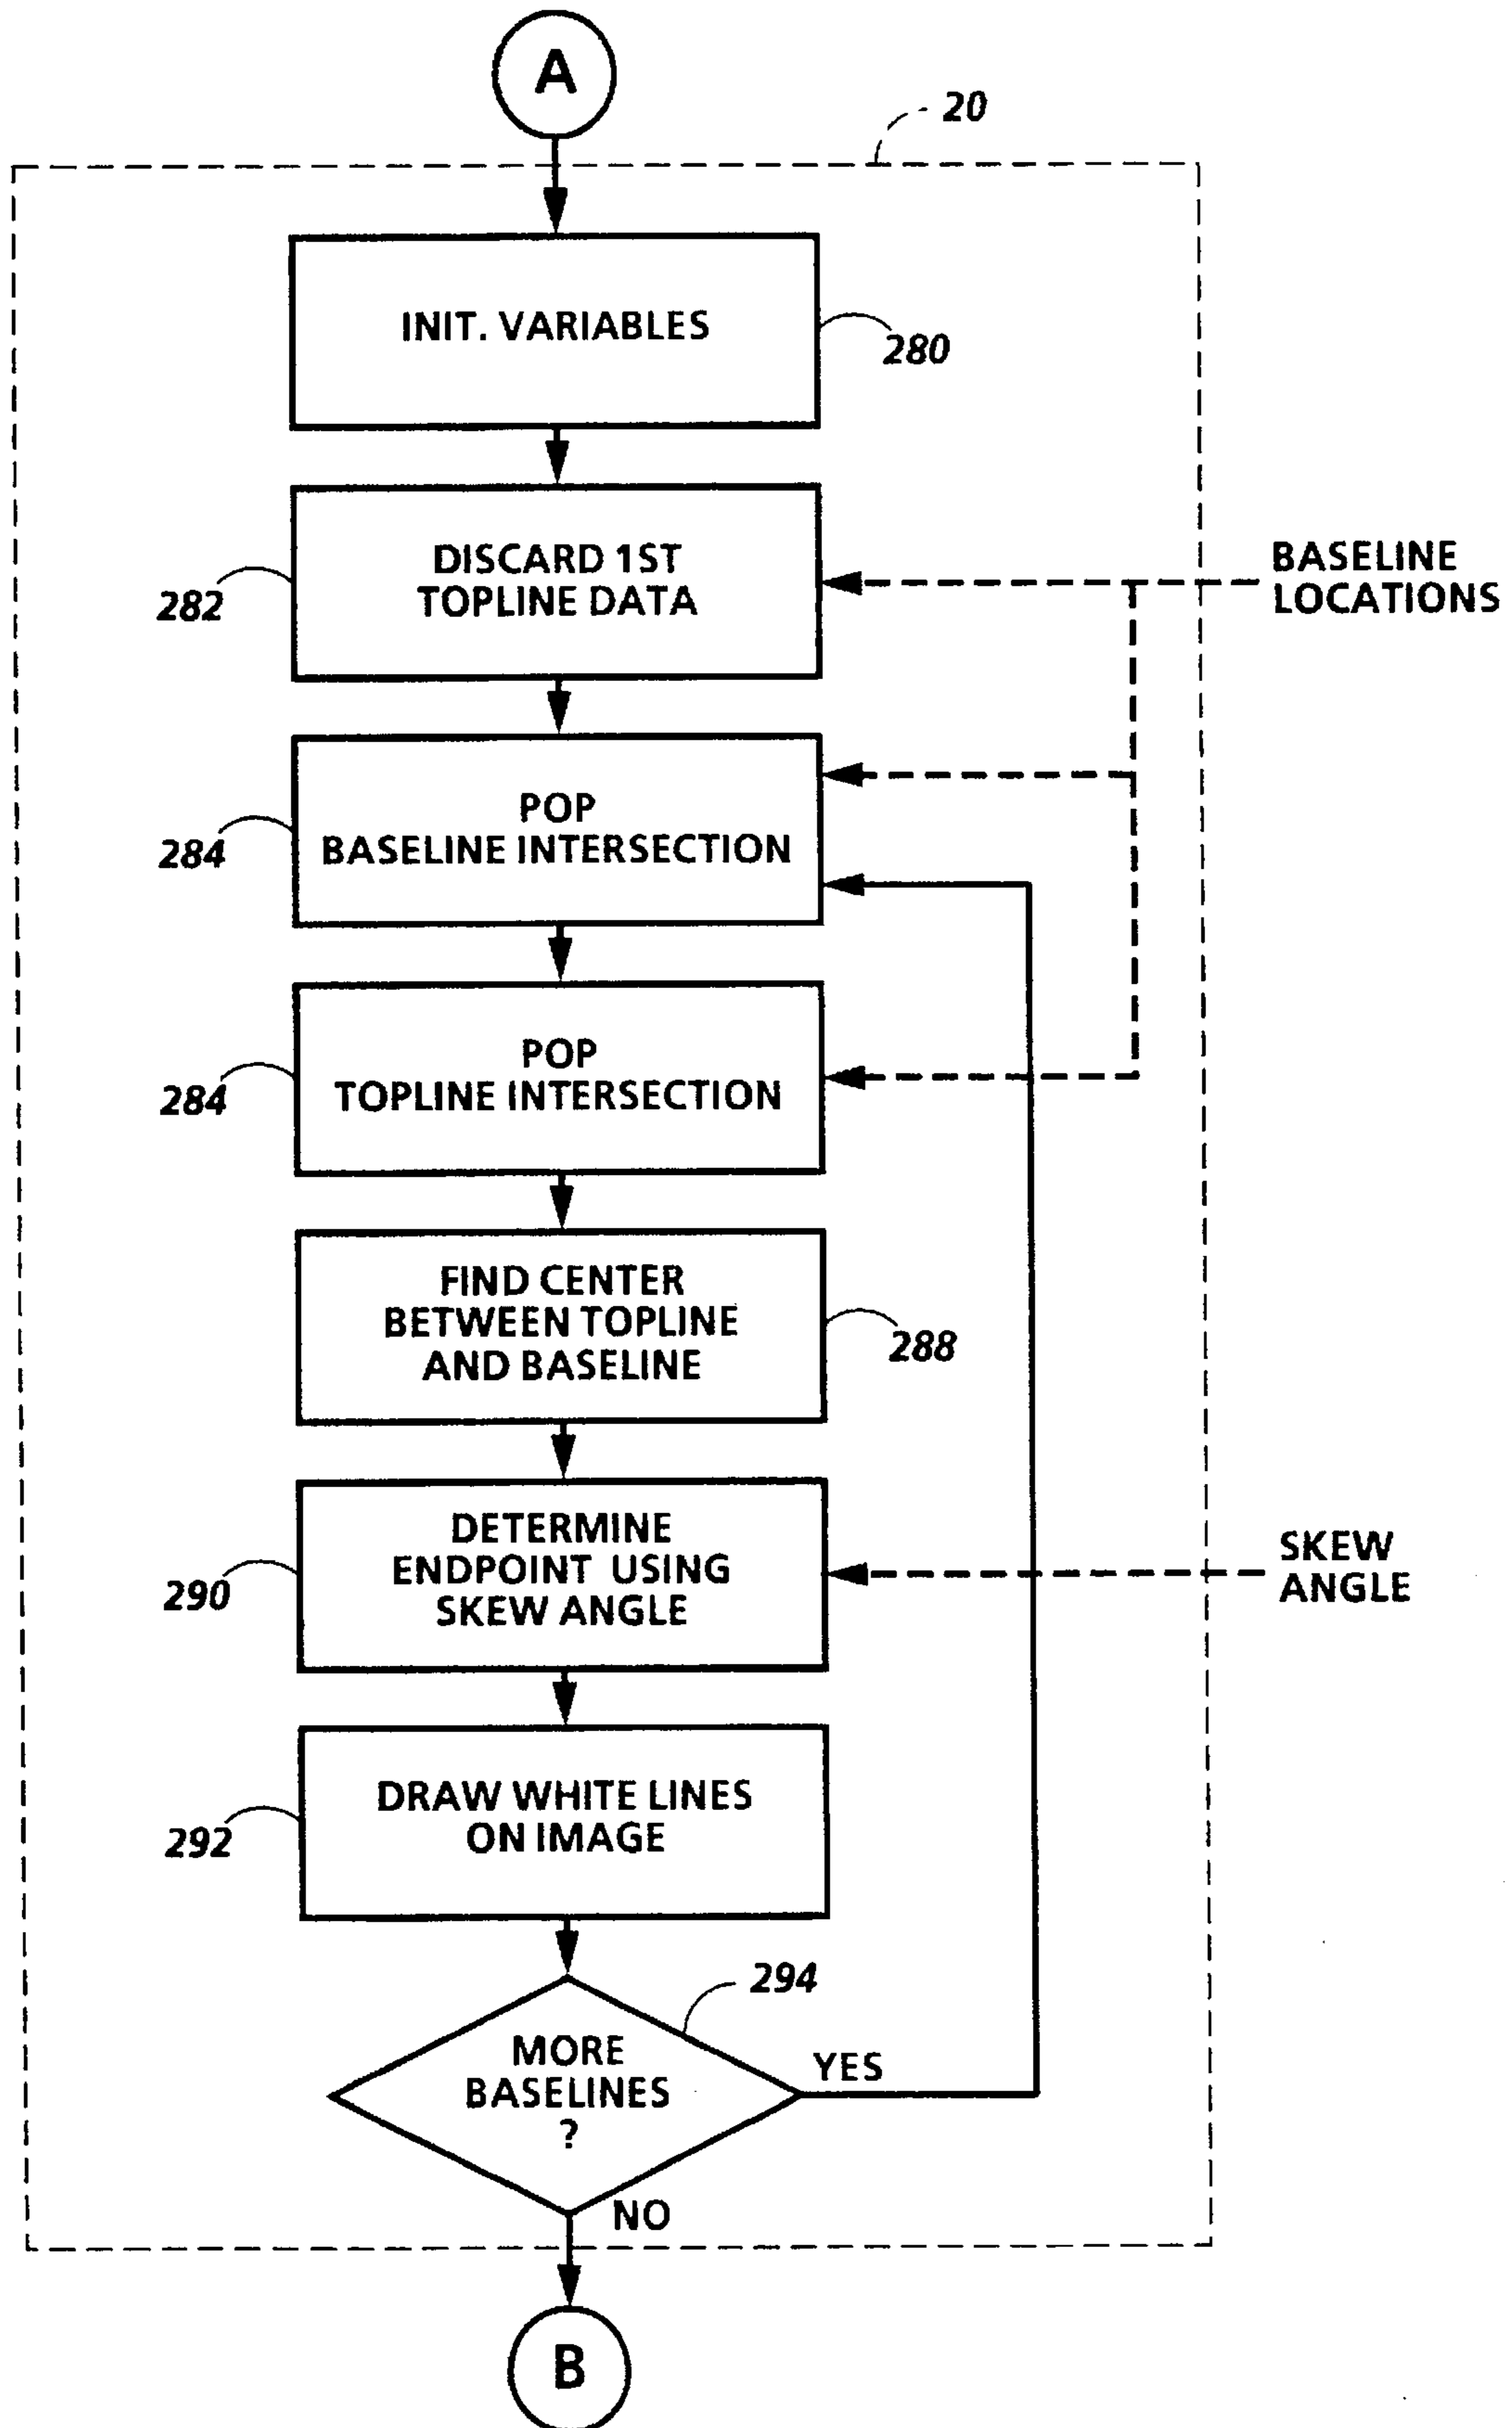 A
20
INIT. VARIABLES
280
DISCARD 1ST
TOPLINE DATA
282
BASELINE
LOCATIONS
POP
BASELINE INTERSECTION
284
POP
TOPLINE INTERSECTION
284
FIND CENTER
BETWEEN TOPLINE
AND BASELINE
288
DETERMINE
ENDPOINT USING
SKEW ANGLE
290
SKEW
ANGLE
DRAW WHITE LINES
ON IMAGE
292
294
MORE
BASELINES
?
YES
NO
B